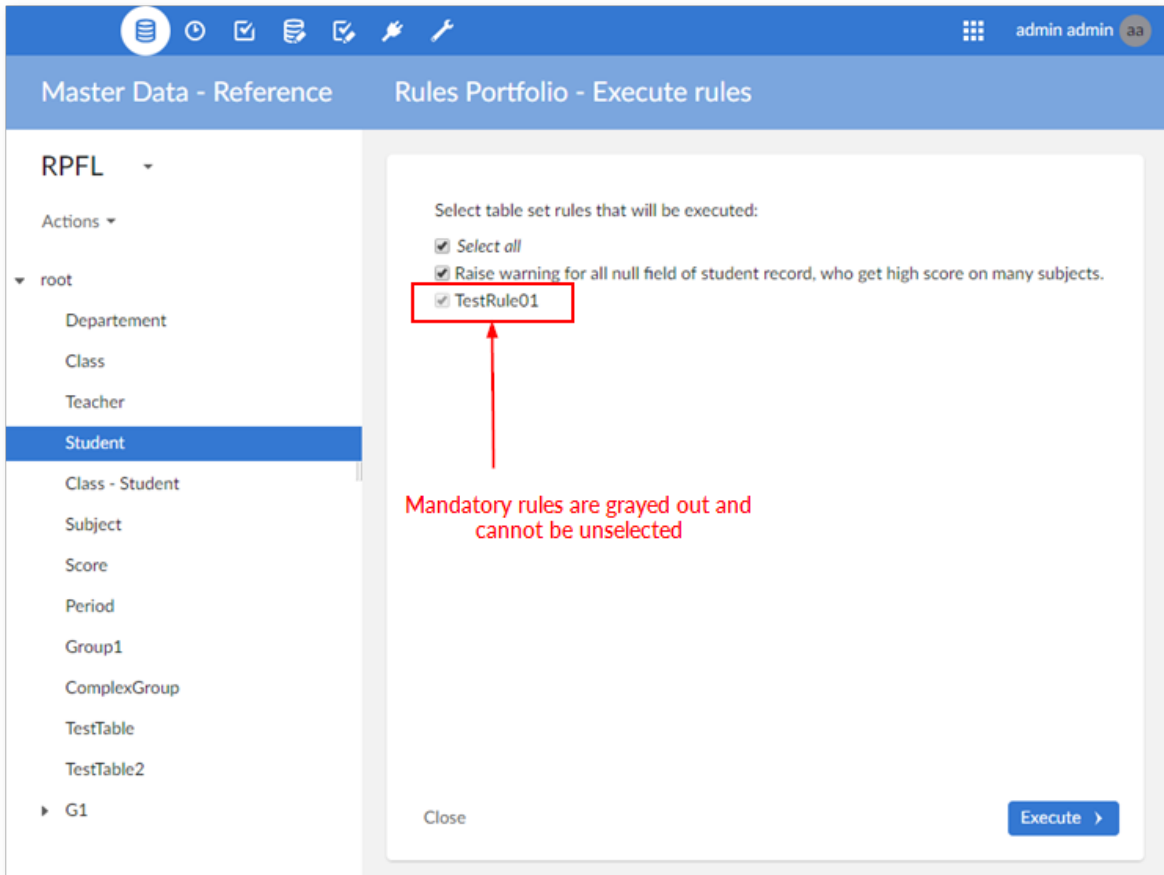 admin admin aa
Master Data - Reference
Rules Portfolio - Execute rules
RPFL
Actions
root
Departement
Class
Teacher
Student
Class - Student
Subject
Score
Period
Group1
ComplexGroup
TestTable
TestTable2
G1
Select table set rules that will be executed:
Select all
Raise warning for all null field of student record, who get high score on many subjects.
TestRule01
Mandatory rules are grayed out and
cannot be unselected
Close
Execute